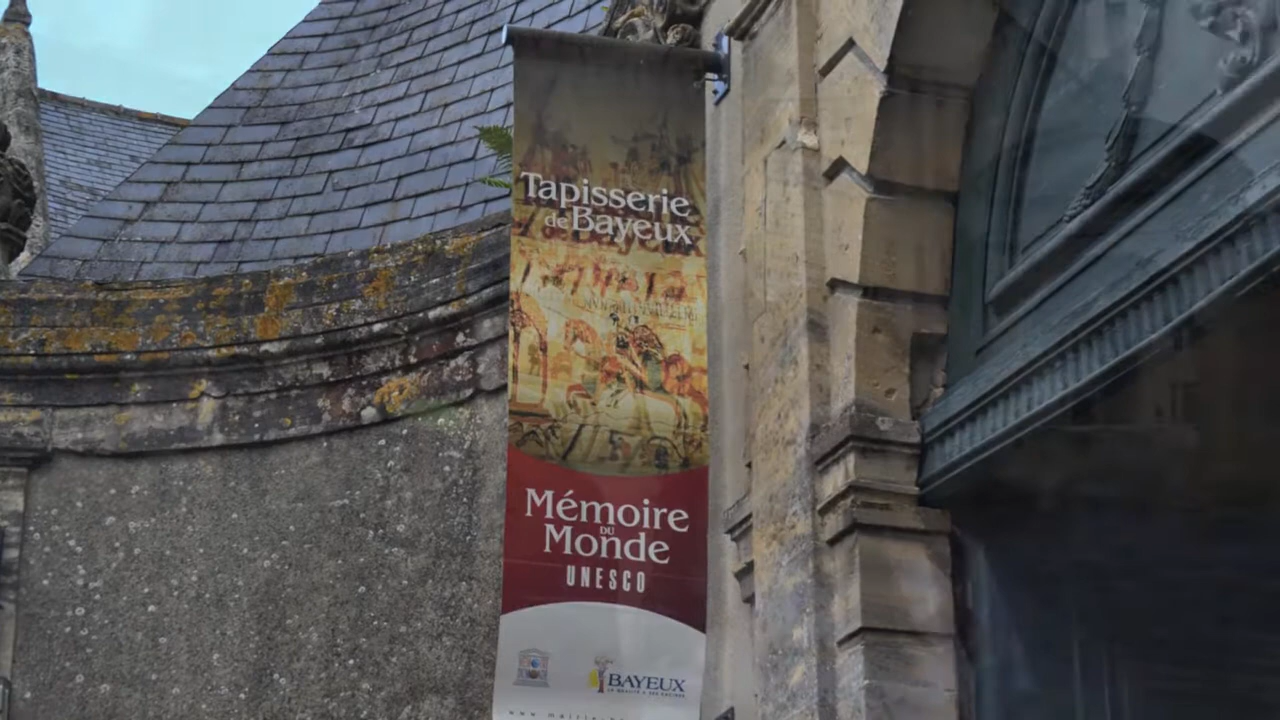 Tapisserie
de Bayeux
Mémoire
DU
Monde
UNESCO
BAYEUX